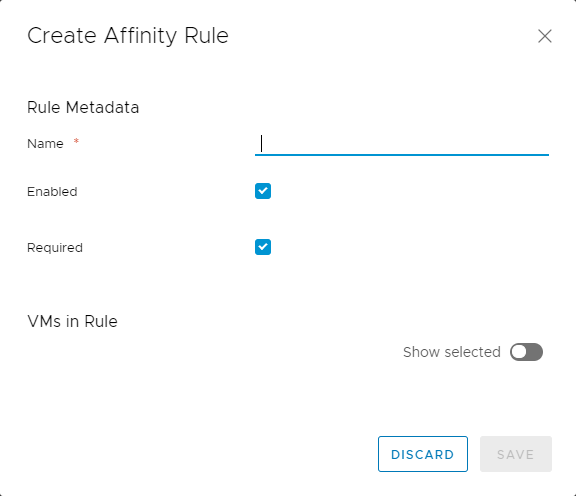 Create Affinity Rule
Rule Metadata
Name *
Enabled
Required
VMs in Rule
Show selected
DISCARD SAVE